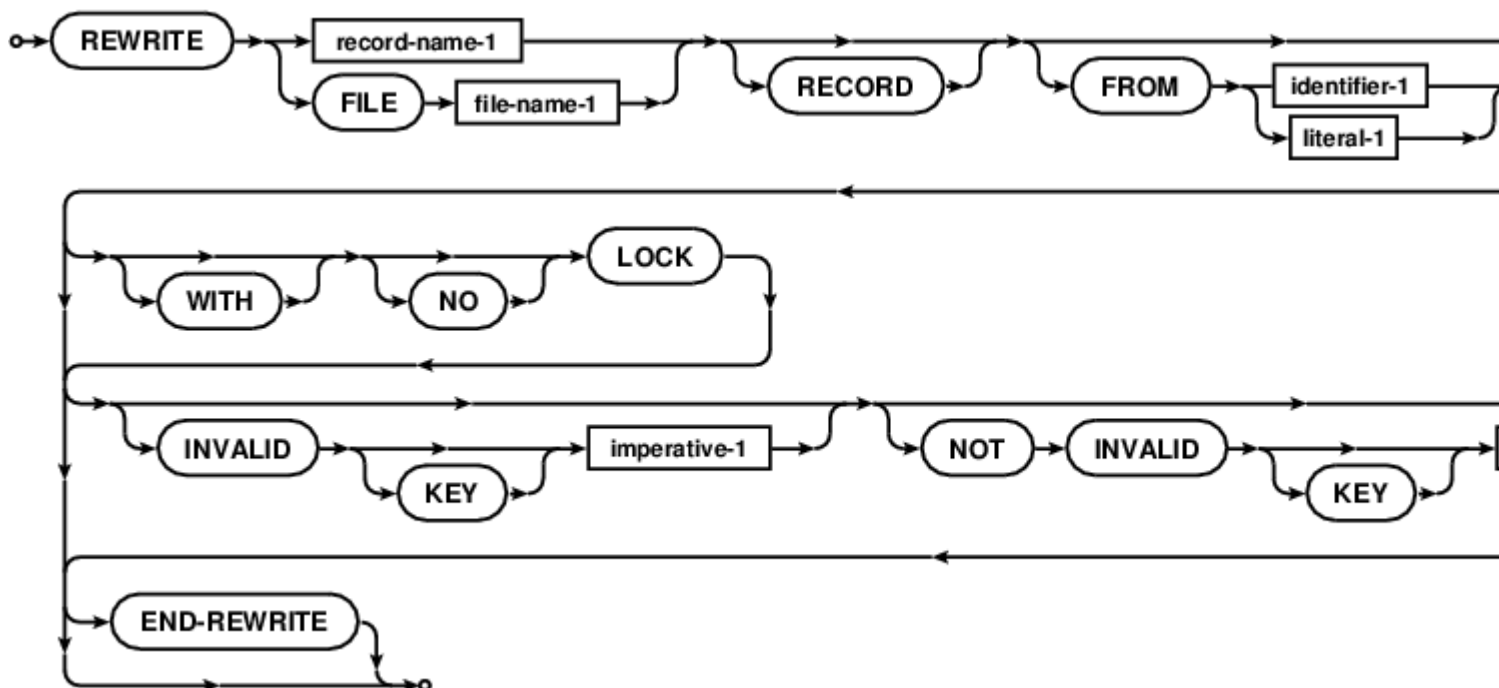 REWRITE record-name-1
FILE file-name-1 RECORD FROM identifier-1
literal-1
LOCK
WITH NO
INVALID imperative-1 NOT INVALID
KEY KEY
END-REWRITE